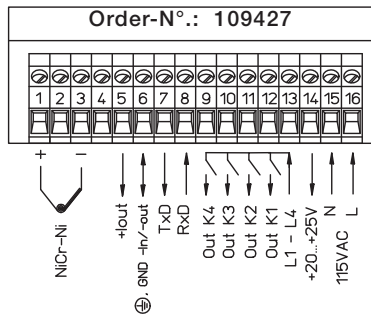 Order-N°.: 109427
1 2 3 4 5 6 7 8 9 10 11 12 13 14 15 16
+ −
NiCr-Ni
+Iout
, GND -In/-out
TxD
RxD
Out K4
Out K3
Out K2
Out K1
L1 - L4
+20...+25V
N
115VAC
L